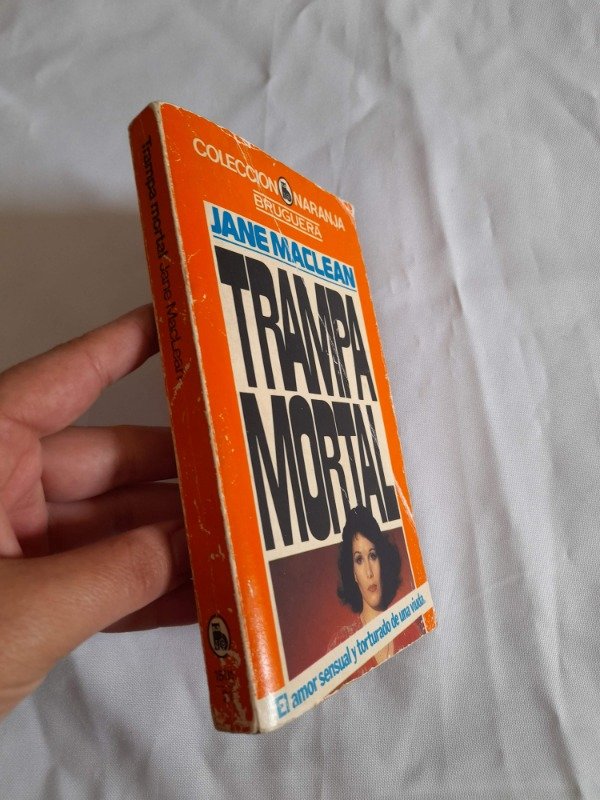 COLECCION NARANJA
BRUGUERA
JANE MACLEAN
TRAMPA
MORTAL
El amor sensual y torturado de una viuda.
Trampa mortal Jane MacLean